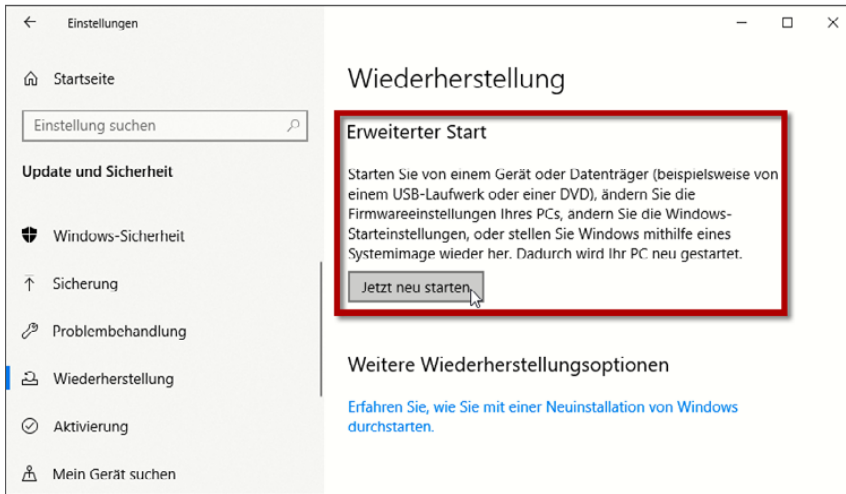 Einstellungen
Startseite
Einstellung suchen
Update und Sicherheit
Windows-Sicherheit
Sicherung
Problembehandlung
Wiederherstellung
Aktivierung
Mein Gerät suchen
Wiederherstellung
Erweiterter Start
Starten Sie von einem Gerät oder Datenträger (beispielsweise von
einem USB-Laufwerk oder einer DVD), ändern Sie die
Firmwareeinstellungen Ihres PCs, ändern Sie die Windows-
Starteinstellungen, oder stellen Sie Windows mithilfe eines
Systemimage wieder her. Dadurch wird Ihr PC neu gestartet.
Jetzt neu starten
Weitere Wiederherstellungsoptionen
Erfahren Sie, wie Sie mit einer Neuinstallation von Windows
durchstarten.